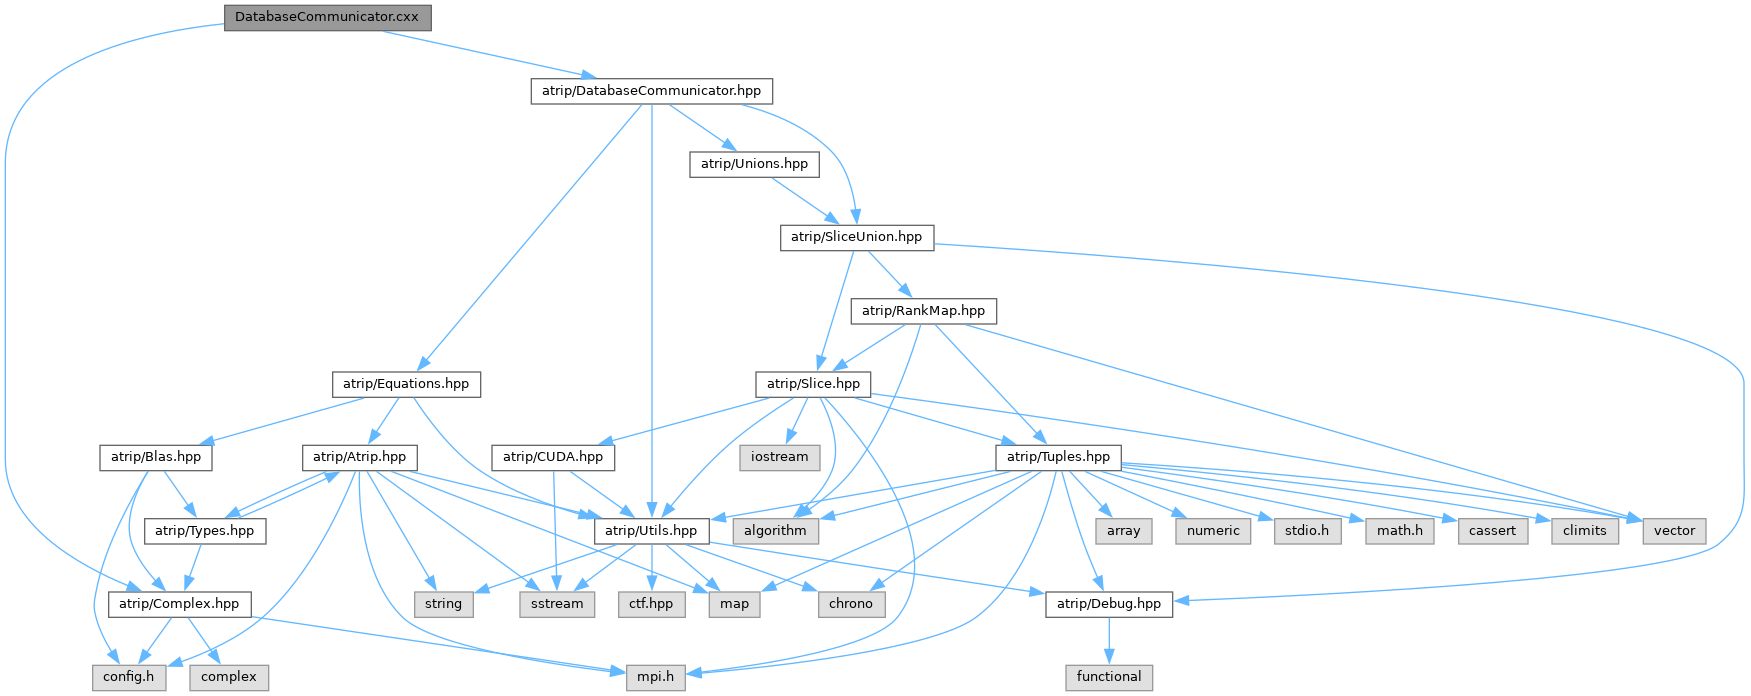 DatabaseCommunicator.cxx
atrip/DatabaseCommunicator.hpp
atrip/Unions.hpp
atrip/SliceUnion.hpp
atrip/RankMap.hpp
atrip/Equations.hpp
atrip/Slice.hpp
atrip/Blas.hpp
atrip/Atrip.hpp
atrip/CUDA.hpp
iostream
atrip/Tuples.hpp
atrip/Types.hpp
atrip/Utils.hpp
algorithm
array
numeric
stdio.h
math.h
cassert
climits
vector
atrip/Complex.hpp
string
sstream
ctf.hpp
map
chrono
atrip/Debug.hpp
config.h
complex
mpi.h
functional